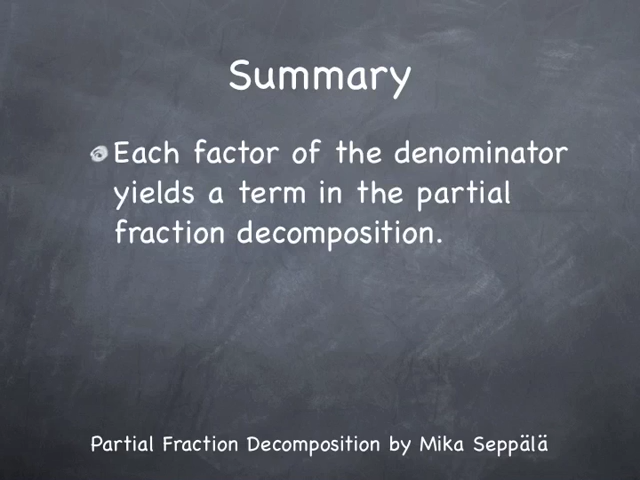 Summary
Each factor of the denominator
yields a term in the partial
fraction decomposition.
Partial Fraction Decomposition by Mika Seppälä